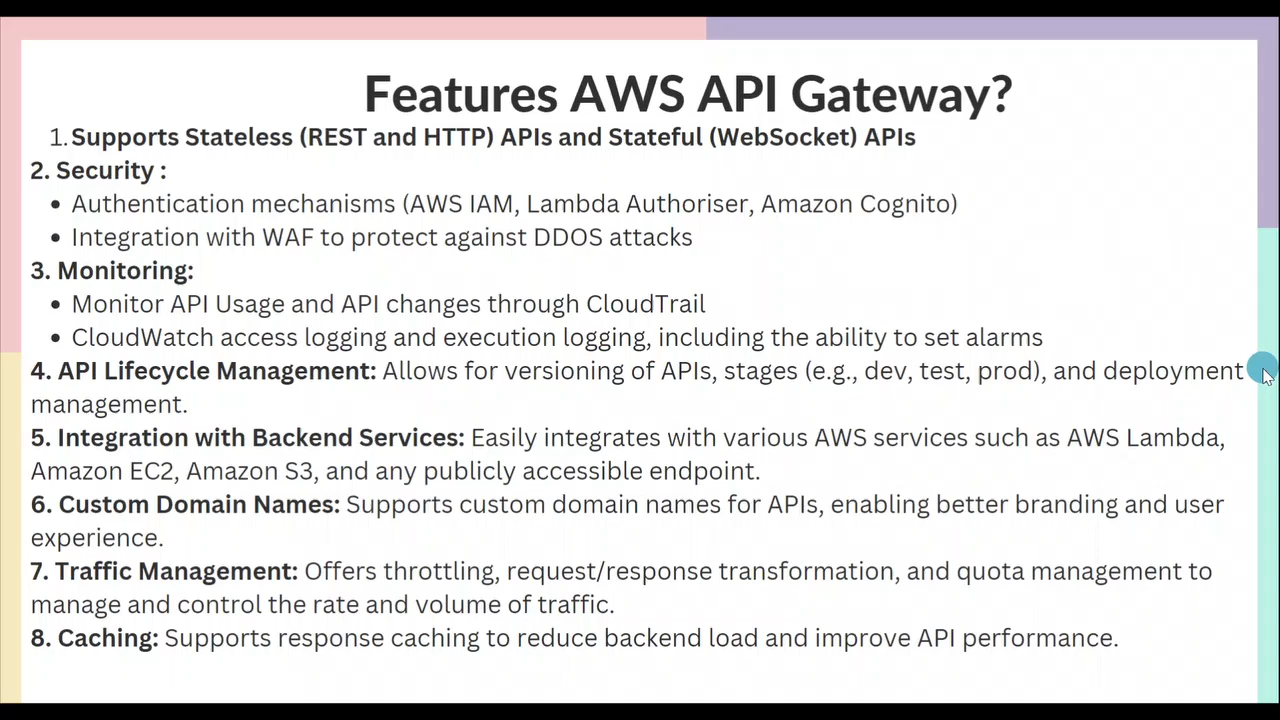 Features AWS API Gateway?
1. Supports Stateless (REST and HTTP) APIs and Stateful (WebSocket) APIs
2. Security :
• Authentication mechanisms (AWS IAM, Lambda Authoriser, Amazon Cognito)
• Integration with WAF to protect against DDOS attacks
3. Monitoring:
• Monitor API Usage and API changes through CloudTrail
• CloudWatch access logging and execution logging, including the ability to set alarms
4. API Lifecycle Management: Allows for versioning of APIs, stages (e.g., dev, test, prod), and deployment
management.
5. Integration with Backend Services: Easily integrates with various AWS services such as AWS Lambda,
Amazon EC2, Amazon S3, and any publicly accessible endpoint.
6. Custom Domain Names: Supports custom domain names for APIs, enabling better branding and user
experience.
7. Traffic Management: Offers throttling, request/response transformation, and quota management to
manage and control the rate and volume of traffic.
8. Caching: Supports response caching to reduce backend load and improve API performance.